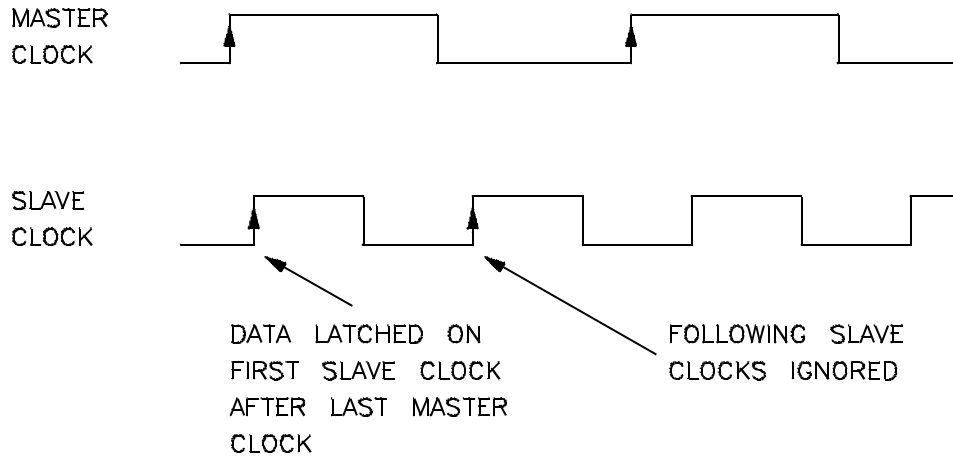 MASTER
CLOCK
SLAVE
CLOCK
DATA LATCHED ON
FIRST SLAVE CLOCK
AFTER LAST MASTER
CLOCK
FOLLOWING SLAVE
CLOCKS IGNORED